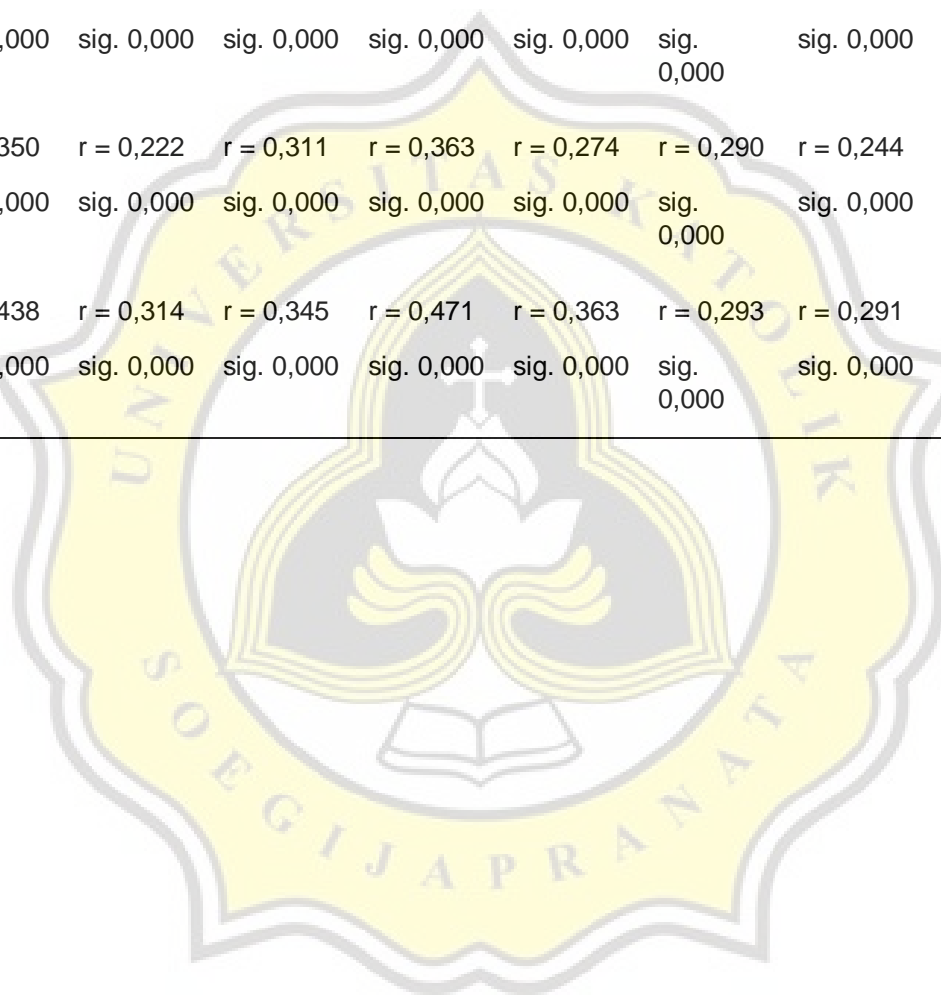 ,000 sig. 0,000 sig. 0,000 sig. 0,000 sig. 0,000 sig. 0,000 sig. 0,000
350 r = 0,222 r = 0,311 r = 0,363 r = 0,274 r = 0,290 r = 0,244
,000 sig. 0,000 sig. 0,000 sig. 0,000 sig. 0,000 sig. 0,000 sig. 0,000
438 r = 0,314 r = 0,345 r = 0,471 r = 0,363 r = 0,293 r = 0,291
,000 sig. 0,000 sig. 0,000 sig. 0,000 sig. 0,000 sig. 0,000 sig. 0,000
UNIVERSITAS KATOLIK
SOEGIJAPRANATA